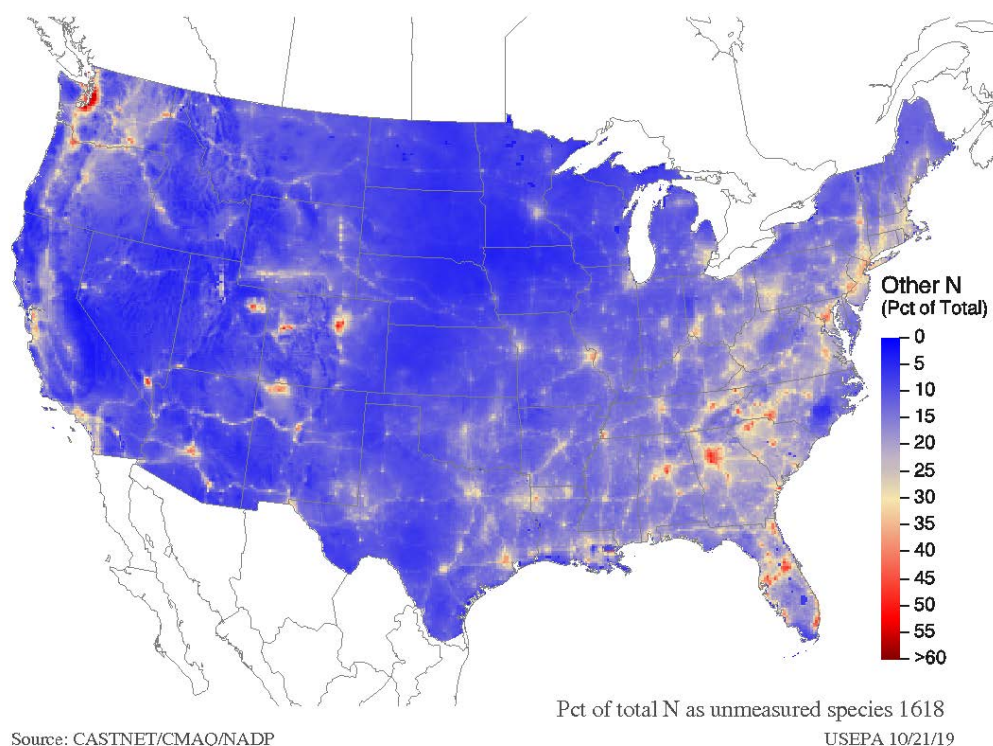 Other N
(Pct of Total)
0
5
10
15
20
25
30
35
40
45
50
55
>60
Pct of total N as unmeasured species 1618
Source: CASTNET/CMAQ/NADP
USEPA 10/21/19